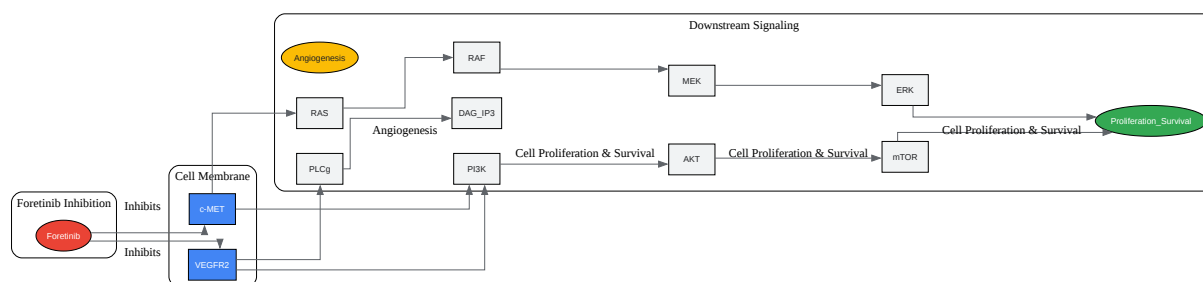 Downstream Signaling
Angiogenesis
RAF
MEK
ERK
RAS
DAG_IP3
Proliferation_Survival
Angiogenesis
Cell Proliferation & Survival
PLCg
PI3K
Cell Proliferation & Survival
AKT
Cell Proliferation & Survival
mTOR
Cell Membrane
Foretinib Inhibition
Inhibits
c-MET
Foretinib
Inhibits
VEGFR2